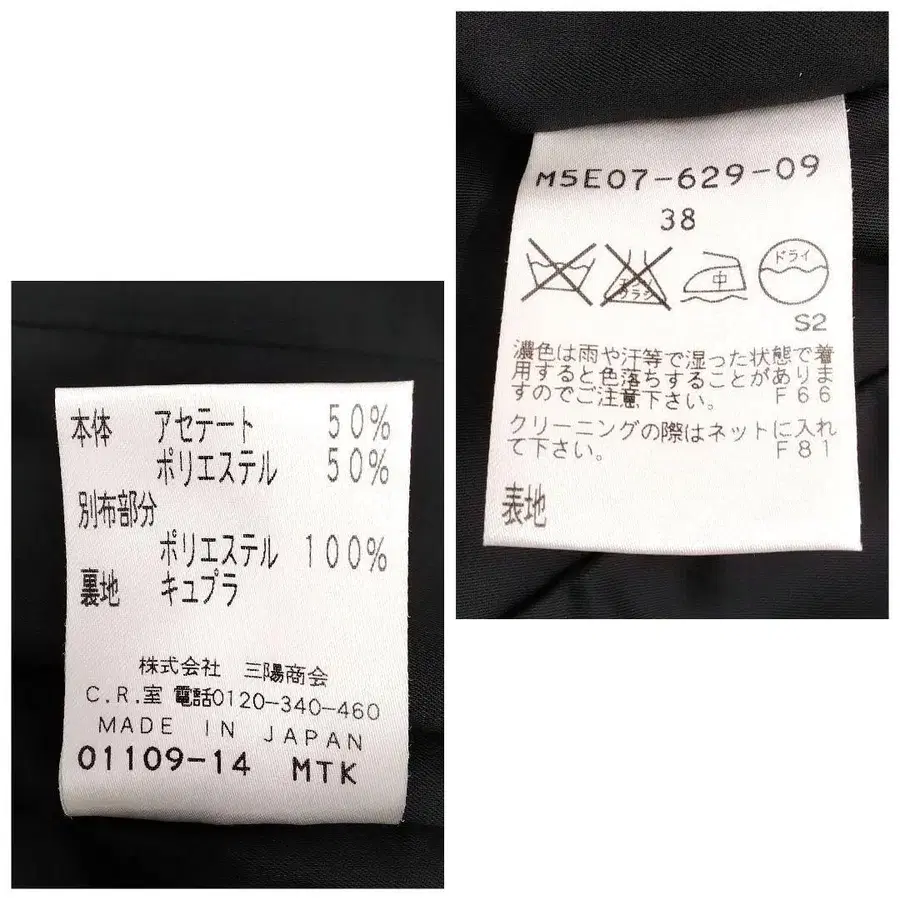 本体 アセテート 50%
ポリエステル 50%
別布部分
ポリエステル 100%
裏地 キュプラ
株式会社 三陽商会
C.R.室 電話0120-340-460
MADE IN JAPAN
01109-14 MTK
M5E07-629-09
38
エンソ
サラシ
中
ドライ
S2
濃色は雨や汗等で湿った状態で着
用すると色落ちすることがありま
すのでご注意下さい。 F66
クリーニングの際はネットに入れ
て下さい。 F81
表地